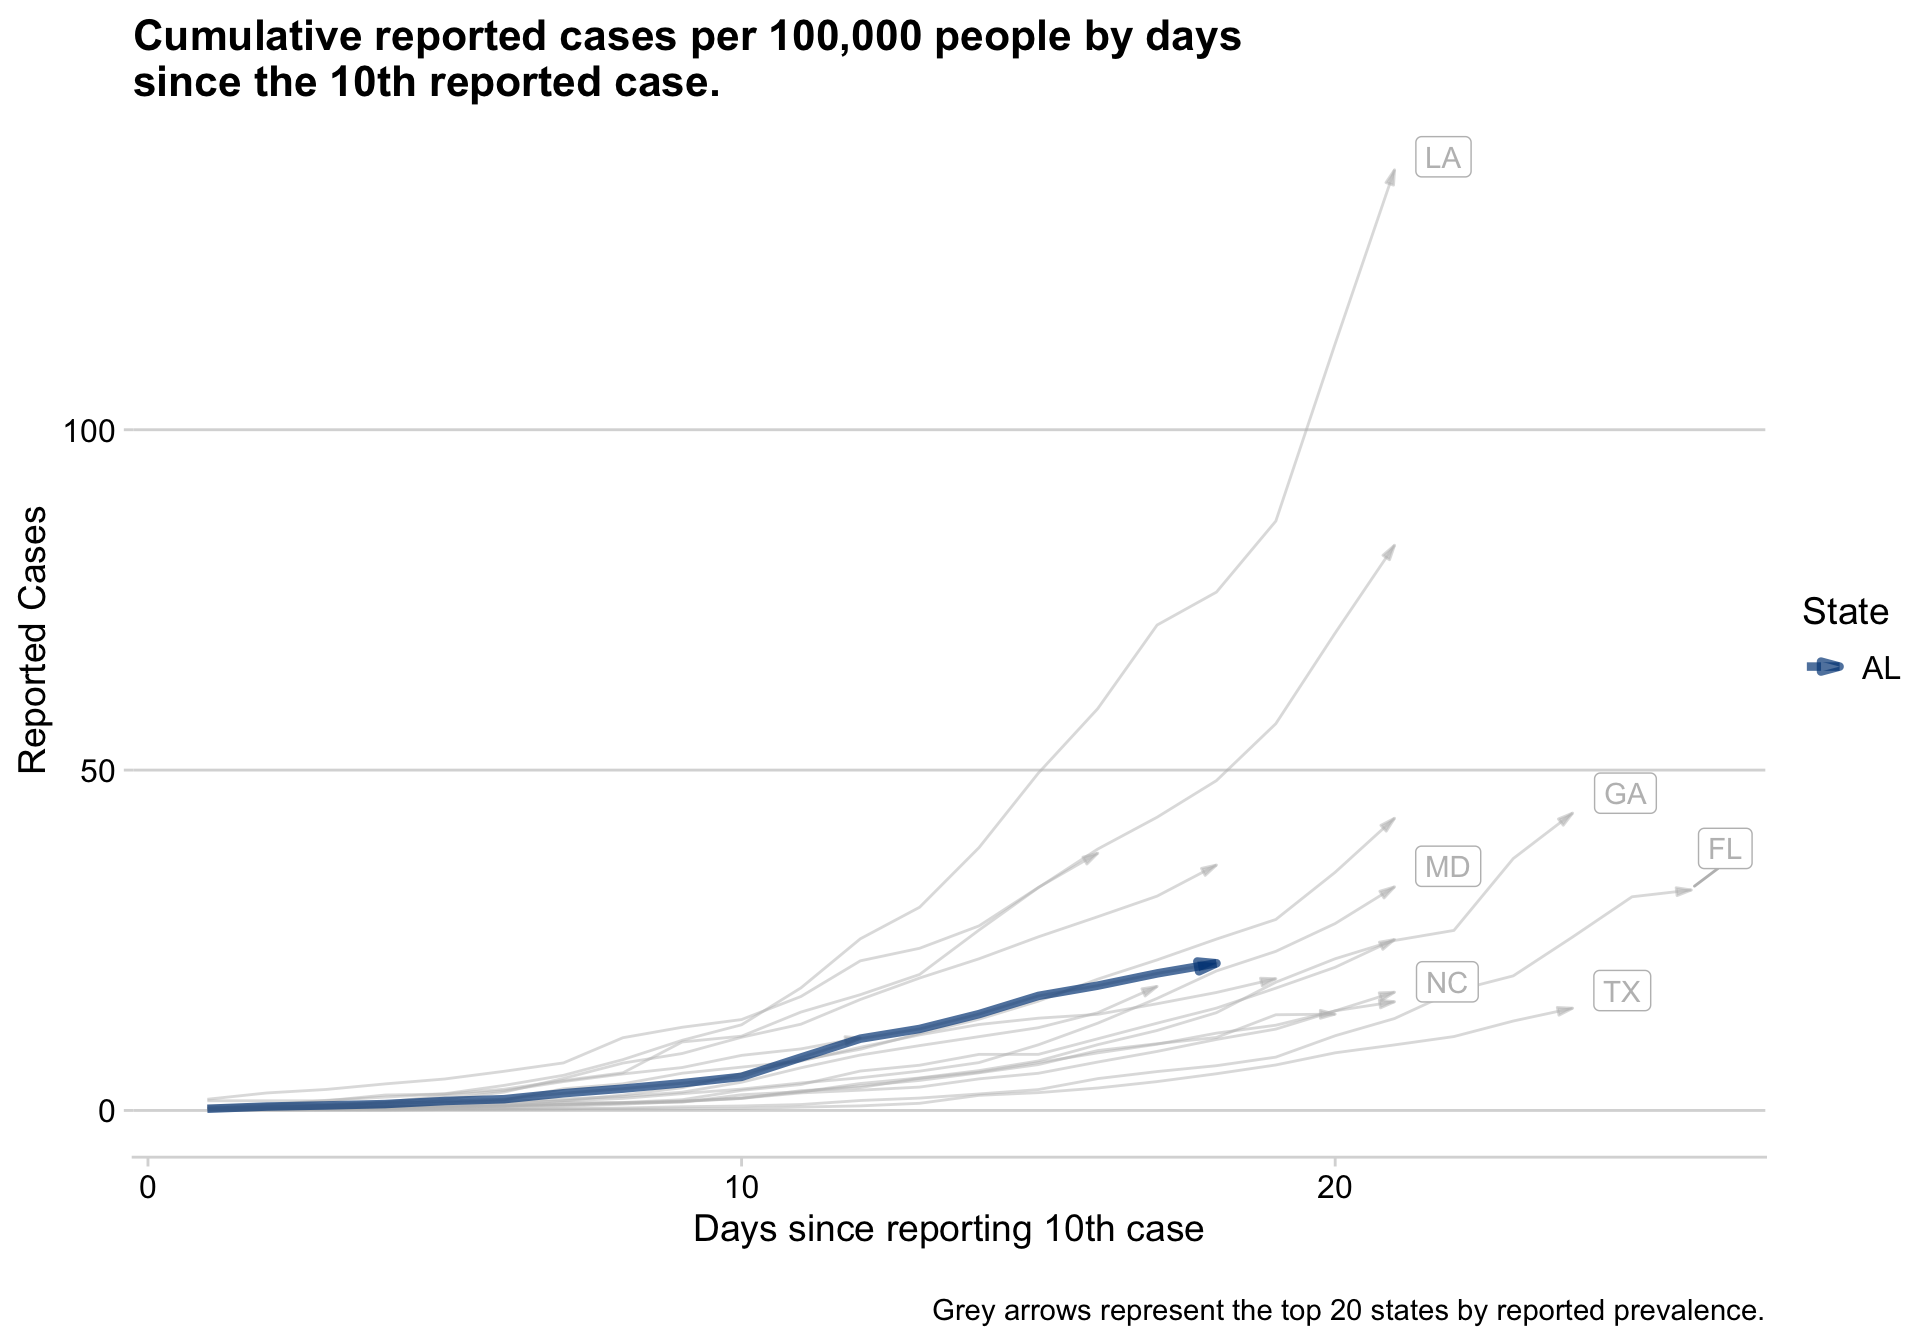 Cumulative reported cases per 100,000 people by days
since the 10th reported case.
LA
100
Reported Cases
State
AL
50
GA
FL
MD
NC
TX
0
0
10
20
Days since reporting 10th case
Grey arrows represent the top 20 states by reported prevalence.